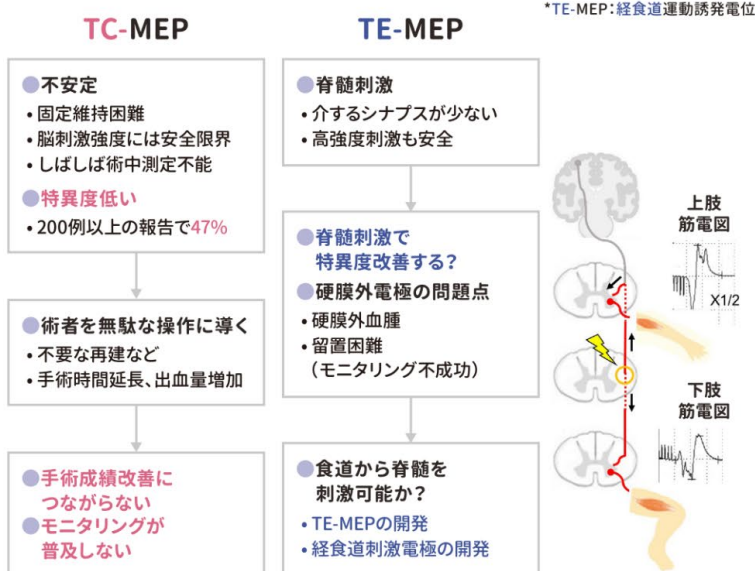 *TE-MEP：経食道運動誘発電位
TC-MEP
●不安定
• 固定維持困難
• 脳刺激強度には安全限界
• しばしば術中測定不能
●特異度低い
• 200例以上の報告で47%
●術者を無駄な操作に導く
• 不要な再建など
• 手術時間延長、出血量増加
●手術成績改善に
つながらない
●モニタリングが
普及しない
TE-MEP
●脊髄刺激
• 介するシナプスが少ない
• 高強度刺激も安全
●脊髄刺激で
特異度改善する？
●硬膜外電極の問題点
• 硬膜外血腫
• 留置困難
（モニタリング不成功）
●食道から脊髄を
刺激可能か？
• TE-MEPの開発
• 経食道刺激電極の開発
上肢
筋電図
X1/2
下肢
筋電図